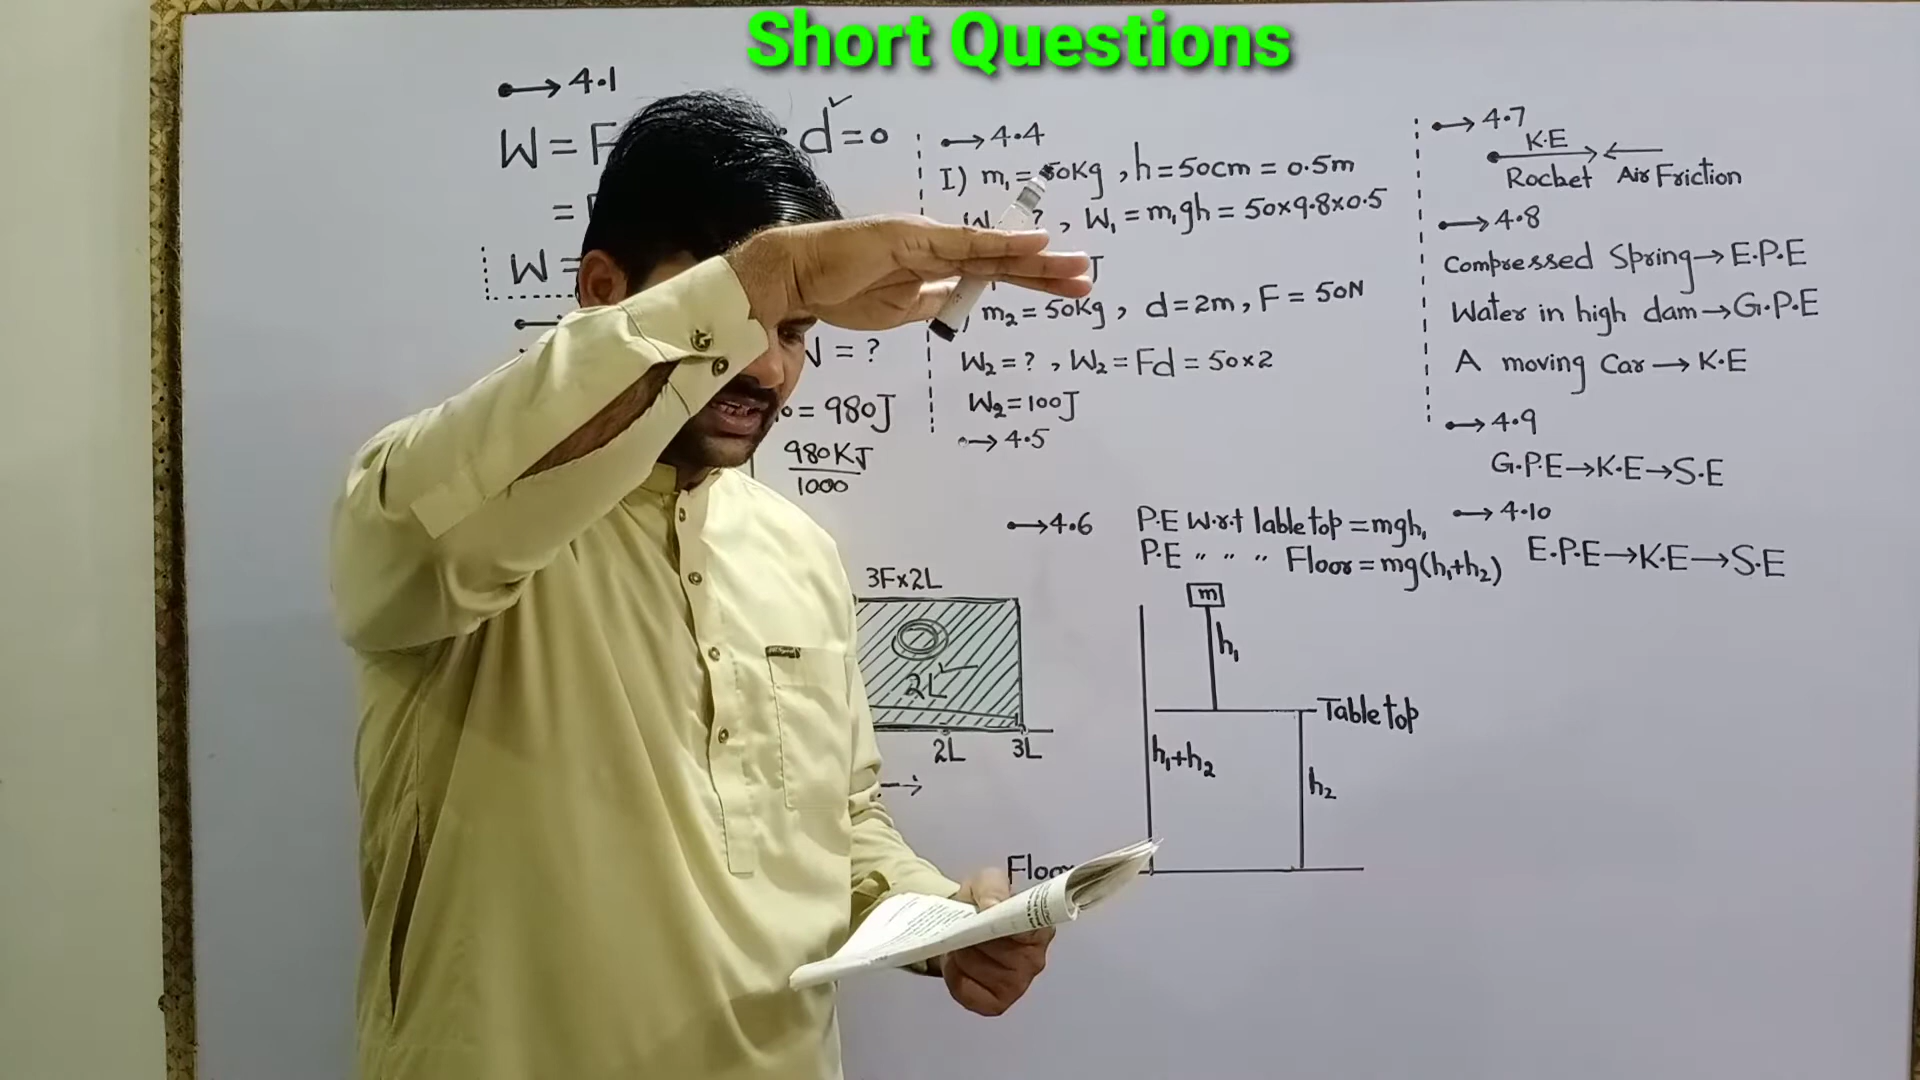 Short Questions
4.1
W = F d = 0
=
W =
W = ?
= 980J
980KJ
1000
3F×2L
2L
2L 3L
4.4
I) m₁ = 50Kg , h = 50cm = 0.5m
W ? , W₁ = m₁gh = 50×9.8×0.5
J
m₂ = 50Kg , d = 2m , F = 50N
W₂ = ? , W₂ = Fd = 50×2
W₂ = 100J
4.5
4.6 P.E W.r.t lable top = mgh₁
P.E " " " Floor = mg(h₁+h₂)
m
h₁
Table top
h₁+h₂
h₂
4.7
K.E
Rocket Air Friction
4.8
Compressed Spring → E.P.E
Water in high dam → G.P.E
A moving Car → K.E
4.9
G.P.E → K.E → S.E
4.10
E.P.E → K.E → S.E